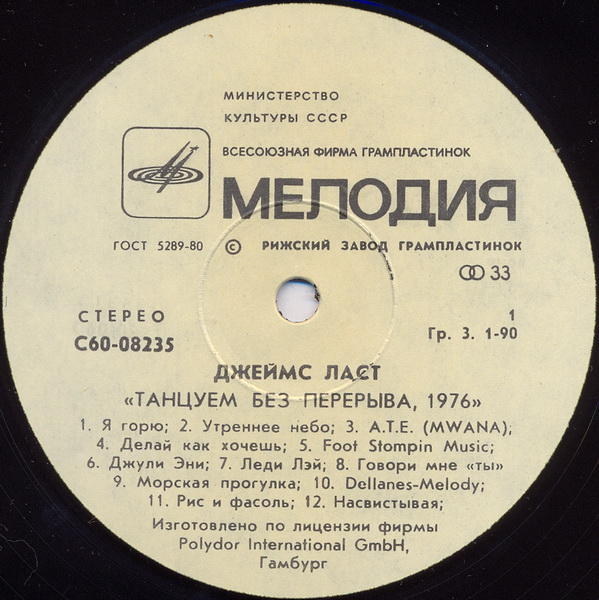 МИНИСТЕРСТВО
КУЛЬТУРЫ СССР
ВСЕСОЮЗНАЯ ФИРМА ГРАМПЛАСТИНОК
МЕЛОДИЯ
ГОСТ 5289-80 © РИЖСКИЙ ЗАВОД ГРАМПЛАСТИНОК
33
СТЕРЕО
1
С60-08235
Гр. 3. 1-90
ДЖЕЙМС ЛАСТ
«ТАНЦУЕМ БЕЗ ПЕРЕРЫВА, 1976»
1. Я горю; 2. Утреннее небо; 3. A.T.E. (MWANA);
4. Делай как хочешь; 5. Foot Stompin Music;
6. Джули Эни; 7. Леди Лэй; 8. Говори мне «ты»
9. Морская прогулка; 10. Dellanes-Melody;
11. Рис и фасоль; 12. Насвистывая;
Изготовлено по лицензии фирмы
Polydor International GmbH,
Гамбург